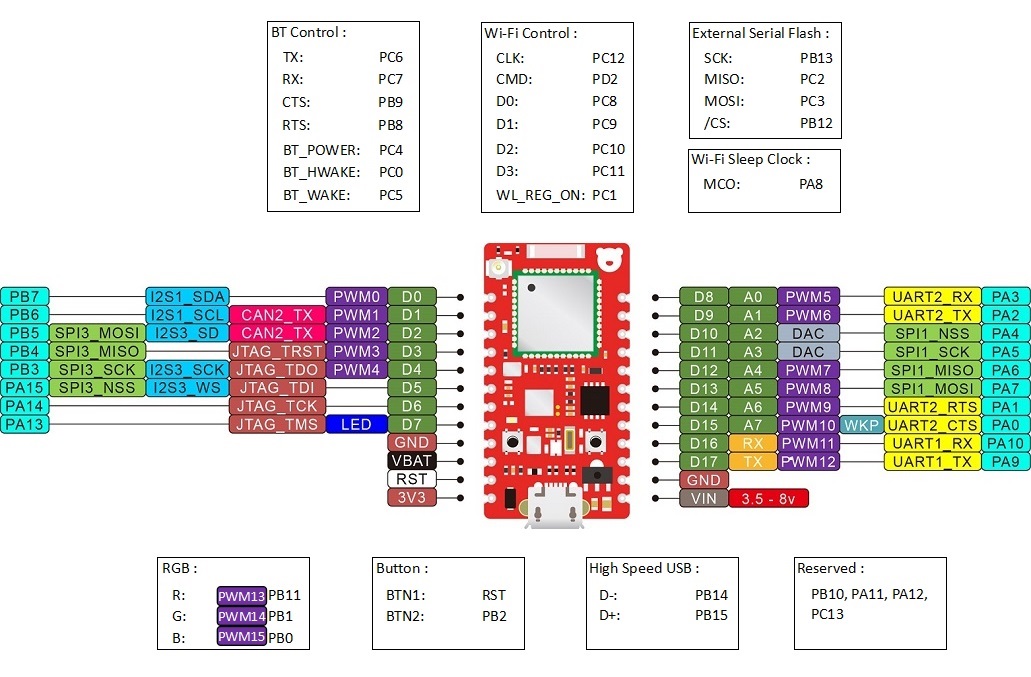 BT Control :
TX: PC6
RX: PC7
CTS: PB9
RTS: PB8
BT_POWER: PC4
BT_HWAKE: PC0
BT_WAKE: PC5
Wi-Fi Control :
CLK: PC12
CMD: PD2
D0: PC8
D1: PC9
D2: PC10
D3: PC11
WL_REG_ON: PC1
External Serial Flash :
SCK: PB13
MISO: PC2
MOSI: PC3
/CS: PB12
Wi-Fi Sleep Clock :
MCO: PA8
PB7 I2S1_SDA PWM0 D0
PB6 I2S1_SCL CAN2_TX PWM1 D1
PB5 SPI3_MOSI I2S3_SD CAN2_TX PWM2 D2
PB4 SPI3_MISO JTAG_TRST PWM3 D3
PB3 SPI3_SCK I2S3_SCK JTAG_TDO PWM4 D4
PA15 SPI3_NSS I2S3_WS JTAG_TDI D5
PA14 JTAG_TCK D6
PA13 JTAG_TMS LED D7
GND
VBAT
RST
3V3
D8 A0 PWM5 UART2_RX PA3
D9 A1 PWM6 UART2_TX PA2
D10 A2 DAC SPI1_NSS PA4
D11 A3 DAC SPI1_SCK PA5
D12 A4 PWM7 SPI1_MISO PA6
D13 A5 PWM8 SPI1_MOSI PA7
D14 A6 PWM9 UART2_RTS PA1
D15 A7 PWM10 WKP UART2_CTS PA0
D16 RX PWM11 UART1_RX PA10
D17 TX PWM12 UART1_TX PA9
GND
VIN 3.5 - 8v
RGB :
R: PWM13 PB11
G: PWM14 PB1
B: PWM15 PB0
Button :
BTN1: RST
BTN2: PB2
High Speed USB :
D-: PB14
D+: PB15
Reserved :
PB10, PA11, PA12,
PC13